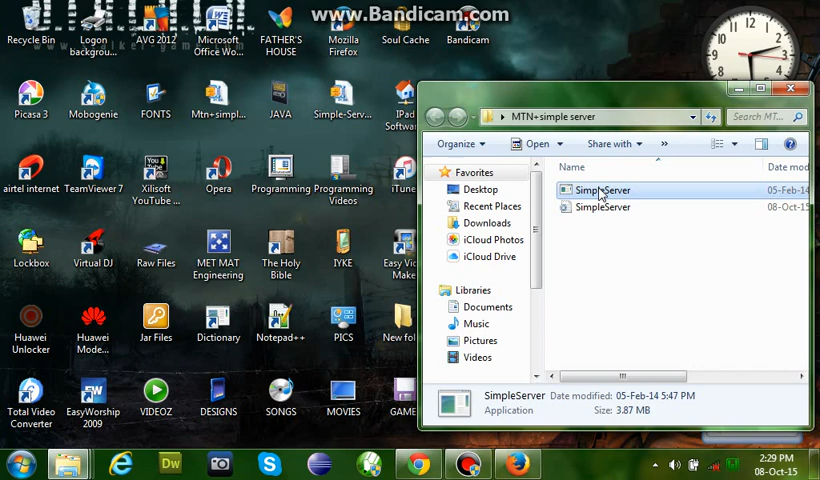 www.Bandicam.com
Recycle Bin
Logon backgrou...
AVG 2012
Microsoft Office Wo...
FATHER'S HOUSE
Mozilla Firefox
Soul Cache
Bandicam
Picasa 3
Mobogenie
FONTS
Mtn+simpl...
JAVA
Simple-Serv...
IPad Software
airtel internet
TeamViewer 7
Xilisoft YouTube ...
Opera
Programming
Programming Videos
iTune
Lockbox
Virtual DJ
Raw Files
MET MAT Engineering
The Holy Bible
IYKE
Easy Vi
Make
Huawei Unlocker
Huawei Mode...
Jar Files
Dictionary
Notepad++
PICS
New fol
Total Video Converter
EasyWorship 2009
VIDEOZ
DESIGNS
SONGS
MOVIES
GAME
MTN+simple server
Search MT...
Organize
Open
Share with
»
Name
Date mod
Favorites
Desktop
Recent Places
Downloads
iCloud Photos
iCloud Drive
Libraries
Documents
Music
Pictures
Videos
SimpleServer
05-Feb-14
SimpleServer
08-Oct-15
SimpleServer Date modified: 05-Feb-14 5:47 PM
Application Size: 3.87 MB
2:29 PM
08-Oct-15